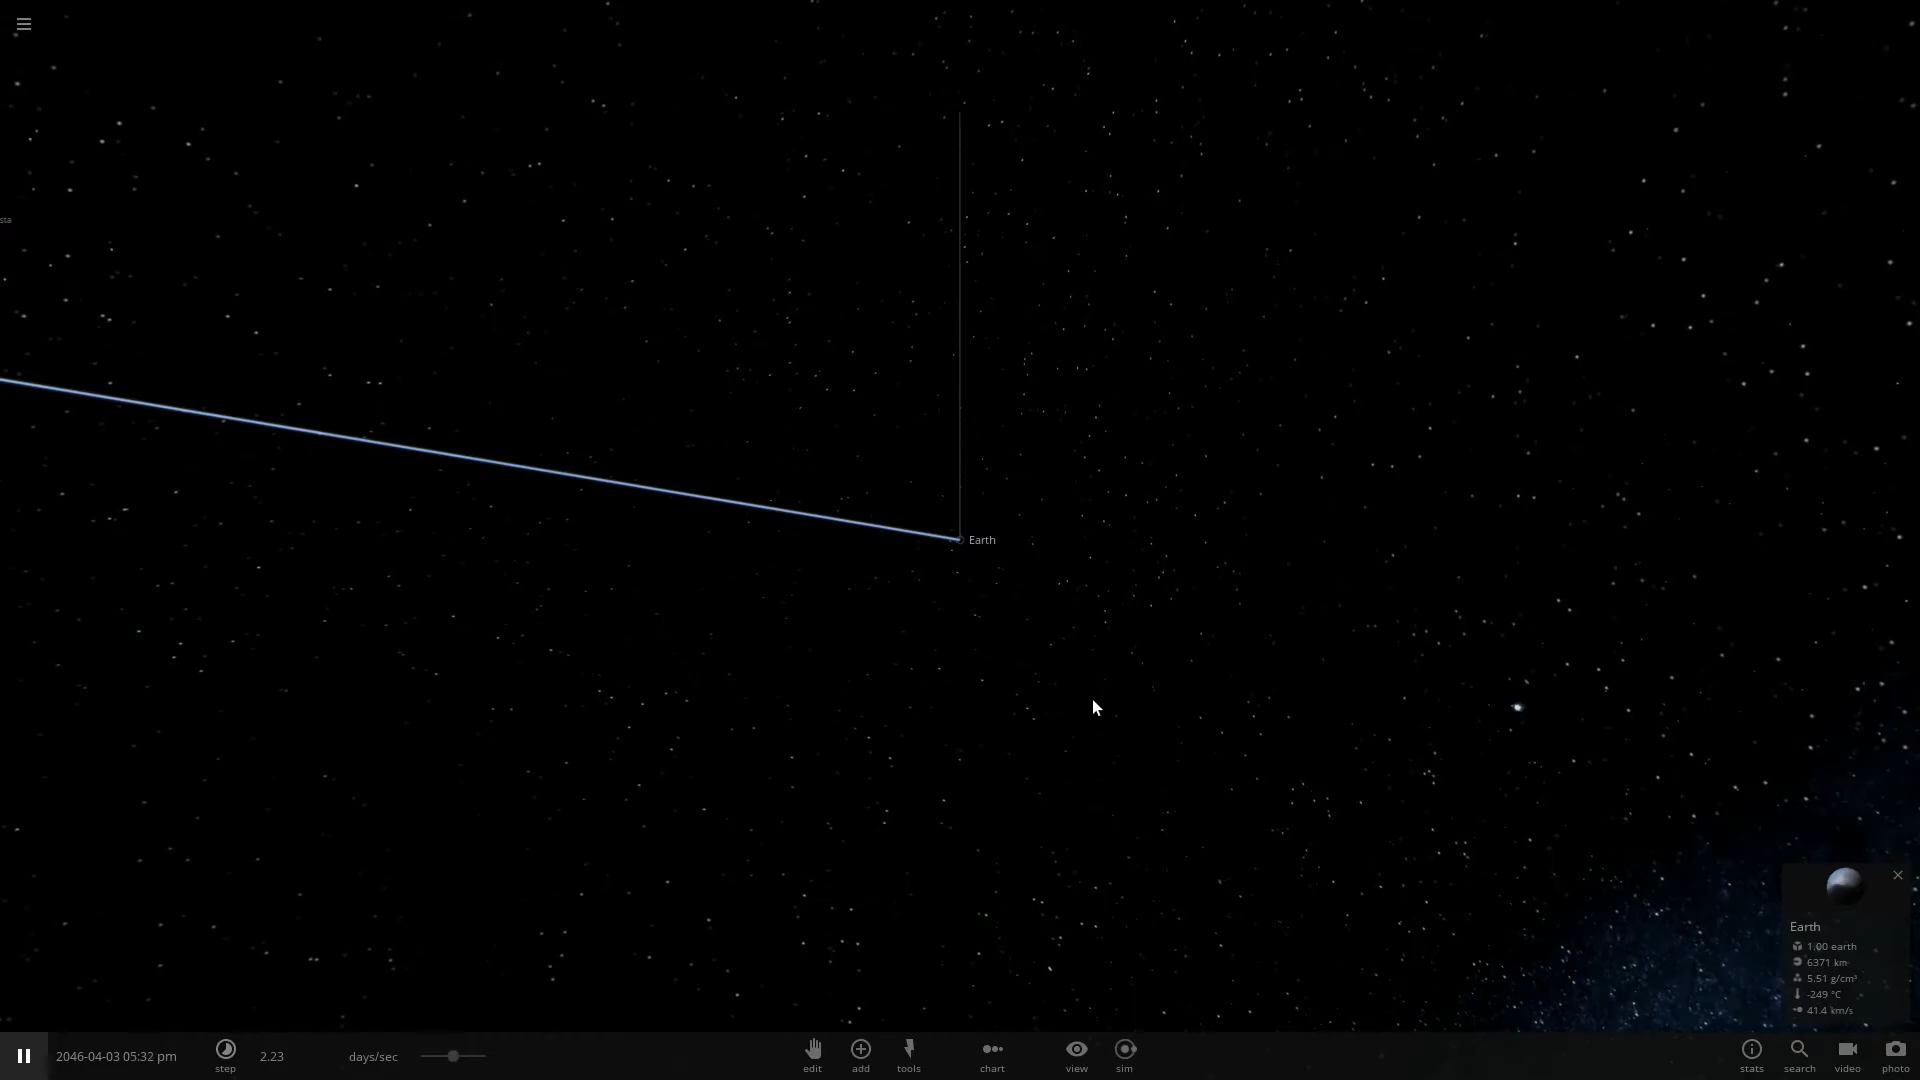 sta
Earth
Earth
1.00 earth
6371 km
5.51 g/cm³
-249 °C
41.4 km/s
2046-04-03 05:32 pm
step
2.23
days/sec
edit
add
tools
chart
view
sim
stats
search
video
photo